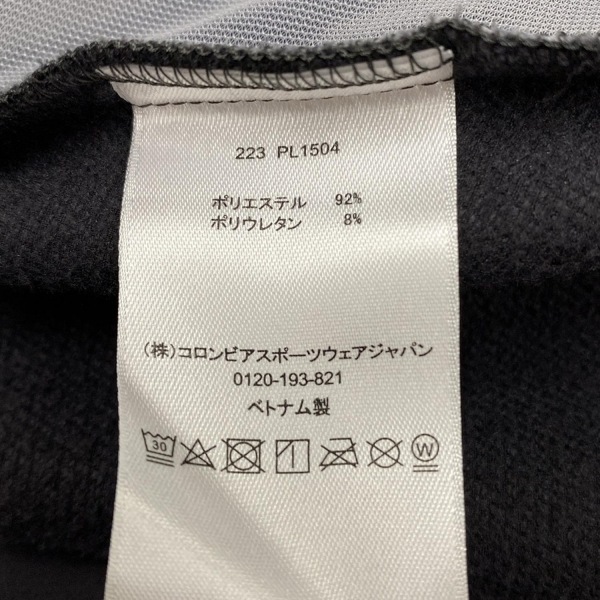 223 PL1504
ポリエステル 92%
ポリウレタン 8%
(株)コロンビアスポーツウェアジャパン
0120-193-821
ベトナム製
30 W